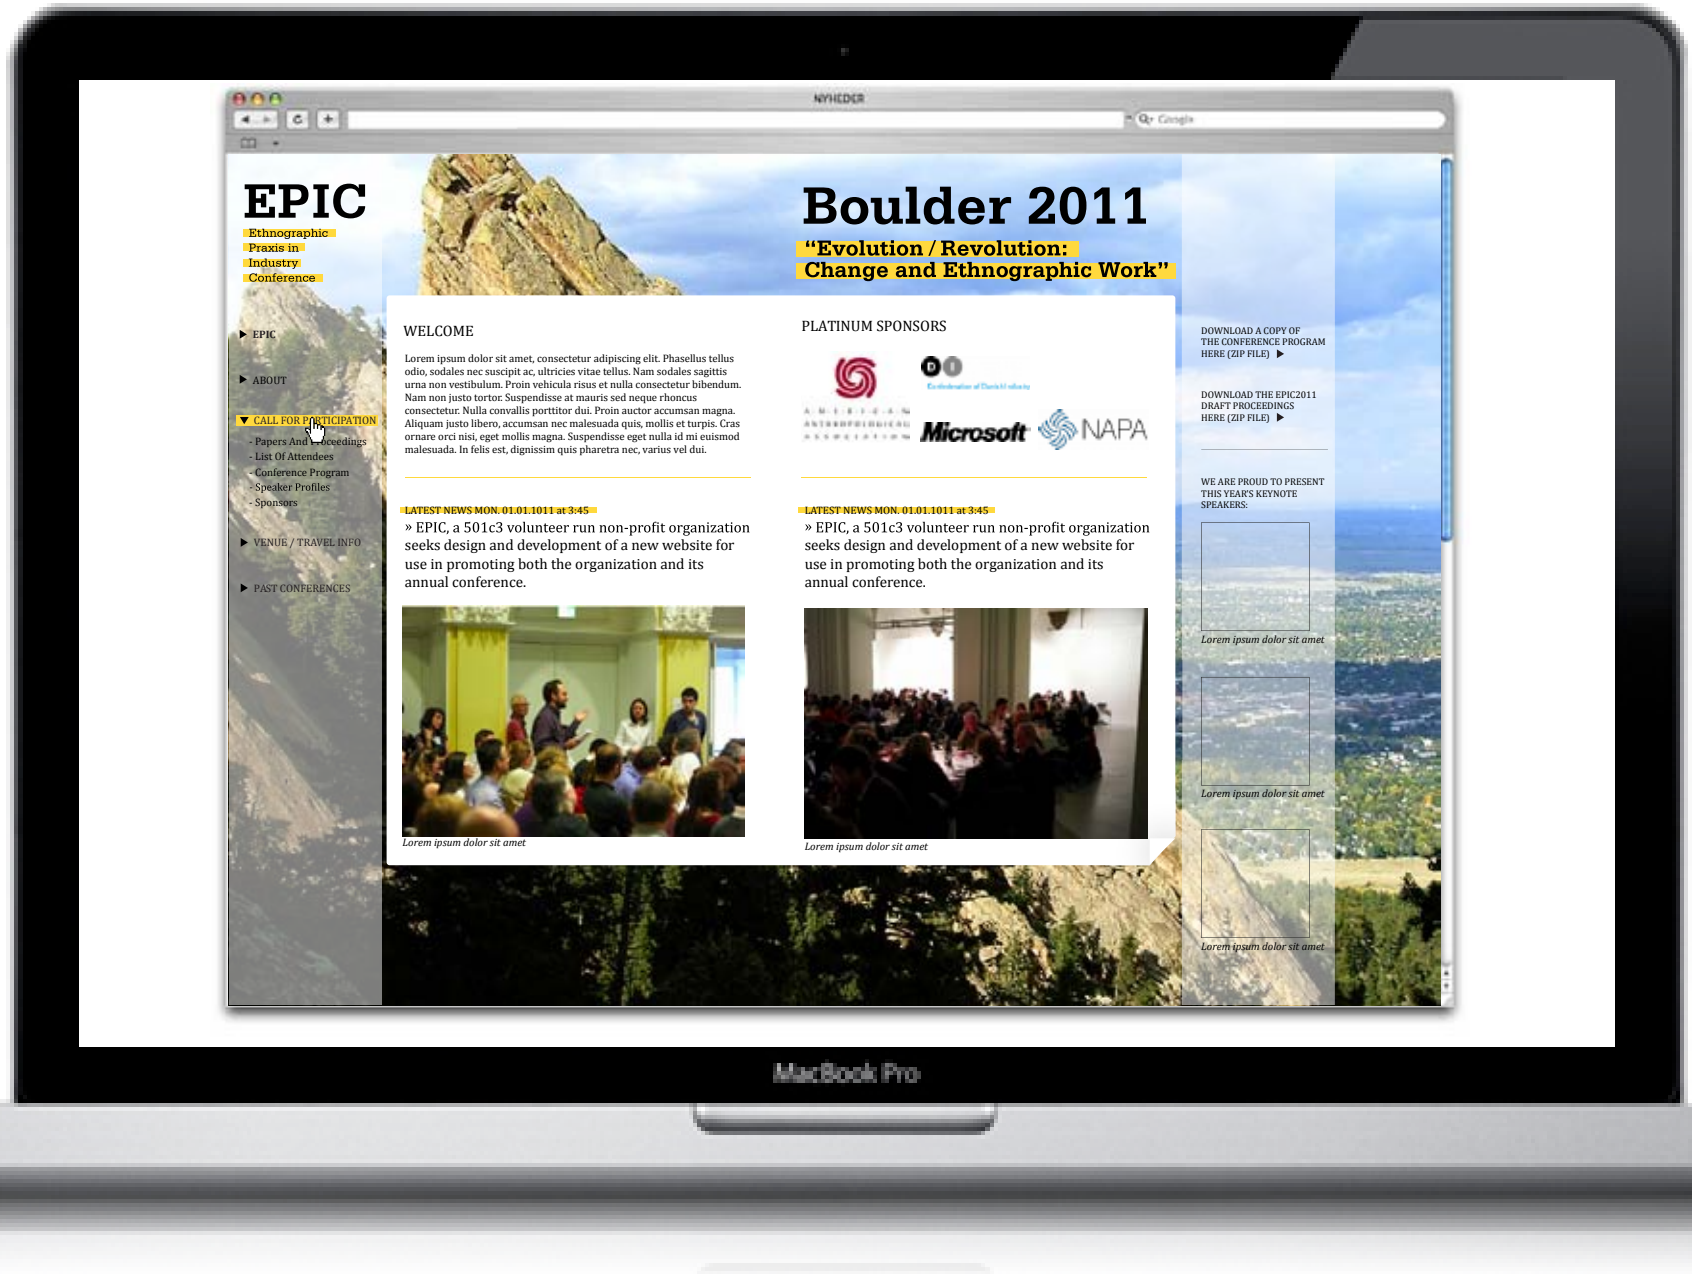 NYHEDER
Google
EPIC
Ethnographic
Praxis in
Industry
Conference
Boulder 2011
“Evolution / Revolution:
Change and Ethnographic Work”
EPIC
ABOUT
CALL FOR PARTICIPATION
- Papers And Proceedings
- List Of Attendees
- Conference Program
- Speaker Profiles
- Sponsors
VENUE / TRAVEL INFO
PAST CONFERENCES
WELCOME
Lorem ipsum dolor sit amet, consectetur adipiscing elit. Phasellus tellus
odio, sodales nec suscipit ac, ultricies vitae tellus. Nam sodales sagittis
urna non vestibulum. Proin vehicula risus et nulla consectetur bibendum.
Nam non justo tortor. Suspendisse at mauris sed neque rhoncus
consectetur. Nulla convallis porttitor dui. Proin auctor accumsan magna.
Aliquam justo libero, accumsan nec malesuada quis, mollis et turpis. Cras
ornare orci nisi, eget mollis magna. Suspendisse eget nulla id mi euismod
malesuada. In felis est, dignissim quis pharetra nec, varius vel dui.
PLATINUM SPONSORS
AMERICAN
ANTHROPOLOGICAL
ASSOCIATION
DI
Confederation of Danish Industry
Microsoft
NAPA
LATEST NEWS MON. 01.01.1011 at 3:45
» EPIC, a 501c3 volunteer run non-profit organization
seeks design and development of a new website for
use in promoting both the organization and its
annual conference.
Lorem ipsum dolor sit amet
LATEST NEWS MON. 01.01.1011 at 3:45
» EPIC, a 501c3 volunteer run non-profit organization
seeks design and development of a new website for
use in promoting both the organization and its
annual conference.
Lorem ipsum dolor sit amet
DOWNLOAD A COPY OF
THE CONFERENCE PROGRAM
HERE (ZIP FILE)
DOWNLOAD THE EPIC2011
DRAFT PROCEEDINGS
HERE (ZIP FILE)
WE ARE PROUD TO PRESENT
THIS YEAR'S KEYNOTE
SPEAKERS:
Lorem ipsum dolor sit amet
Lorem ipsum dolor sit amet
Lorem ipsum dolor sit amet
MacBook Pro